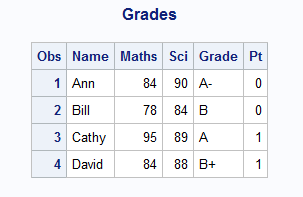 Grades
Obs Name Maths Sci Grade Pt
1 Ann 84 90 A- 0
2 Bill 78 84 B 0
3 Cathy 95 89 A 1
4 David 84 88 B+ 1